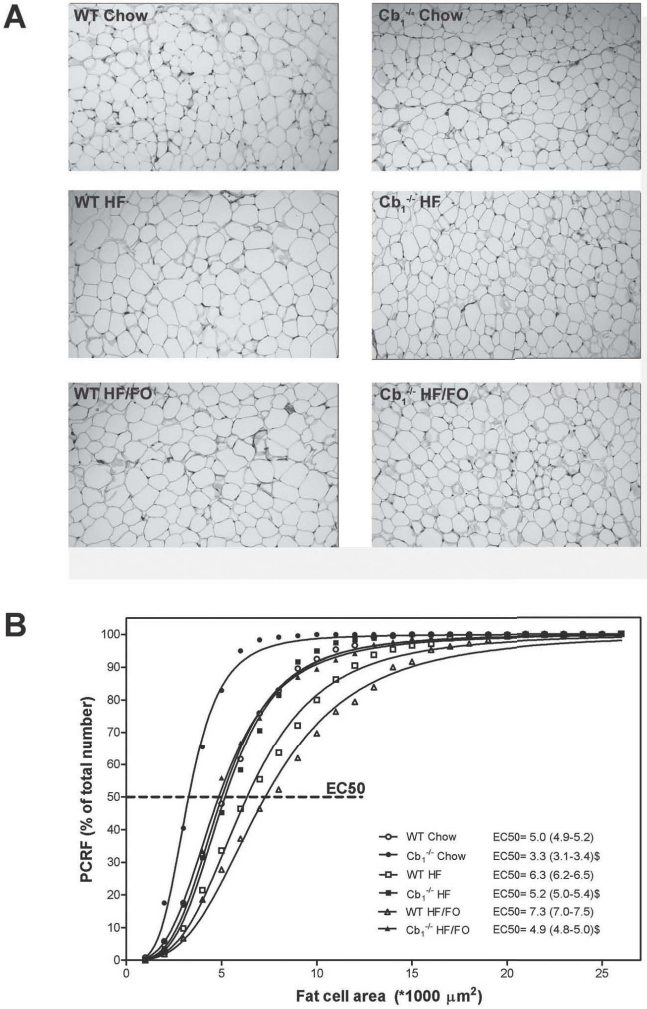 A
WT Chow
Cb₁⁻/⁻ Chow
WT HF
Cb₁⁻/⁻ HF
WT HF/FO
Cb₁⁻/⁻ HF/FO
B
PCRF (% of total number)
100
90
80
70
60
50
40
30
20
10
0
EC50
WT Chow EC50= 5.0 (4.9-5.2)
Cb₁⁻/⁻ Chow EC50= 3.3 (3.1-3.4)$
WT HF EC50= 6.3 (6.2-6.5)
Cb₁⁻/⁻ HF EC50= 5.2 (5.0-5.4)$
WT HF/FO EC50= 7.3 (7.0-7.5)
Cb₁⁻/⁻ HF/FO EC50= 4.9 (4.8-5.0)$
0 5 10 15 20 25
Fat cell area (*1000 µm²)